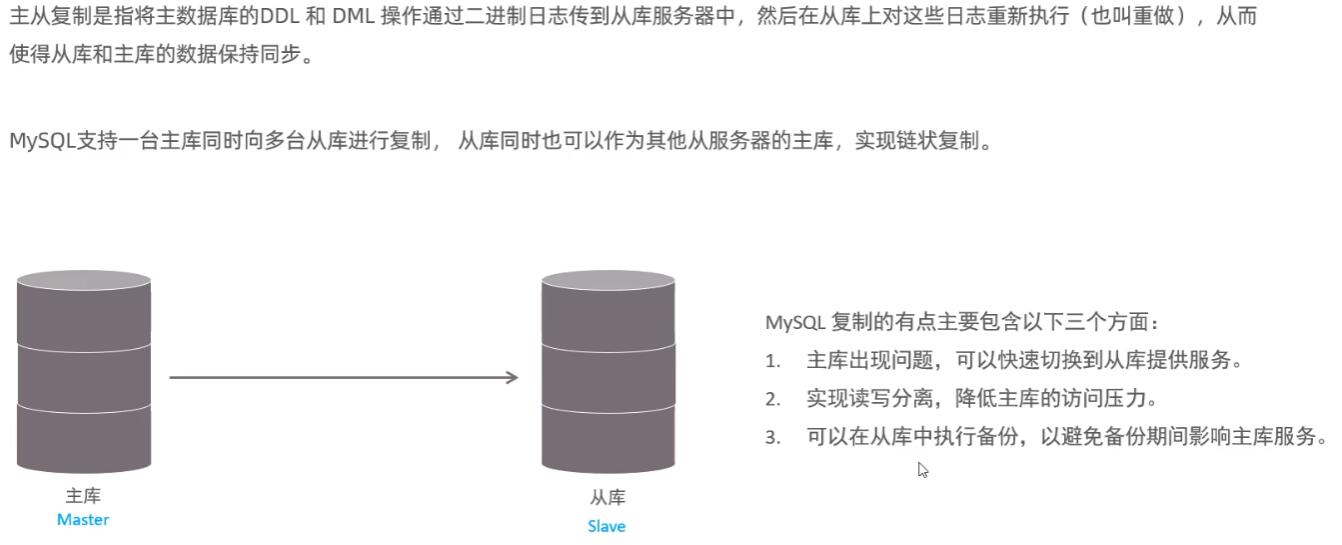 主从复制是指将主数据库的DDL 和 DML 操作通过二进制日志传到从库服务器中，然后在从库上对这些日志重新执行（也叫重做），从而
使得从库和主库的数据保持同步。
MySQL支持一台主库同时向多台从库进行复制， 从库同时也可以作为其他从服务器的主库，实现链状复制。
MySQL 复制的有点主要包含以下三个方面：
1. 主库出现问题，可以快速切换到从库提供服务。
2. 实现读写分离，降低主库的访问压力。
3. 可以在从库中执行备份，以避免备份期间影响主库服务。
主库
Master
从库
Slave